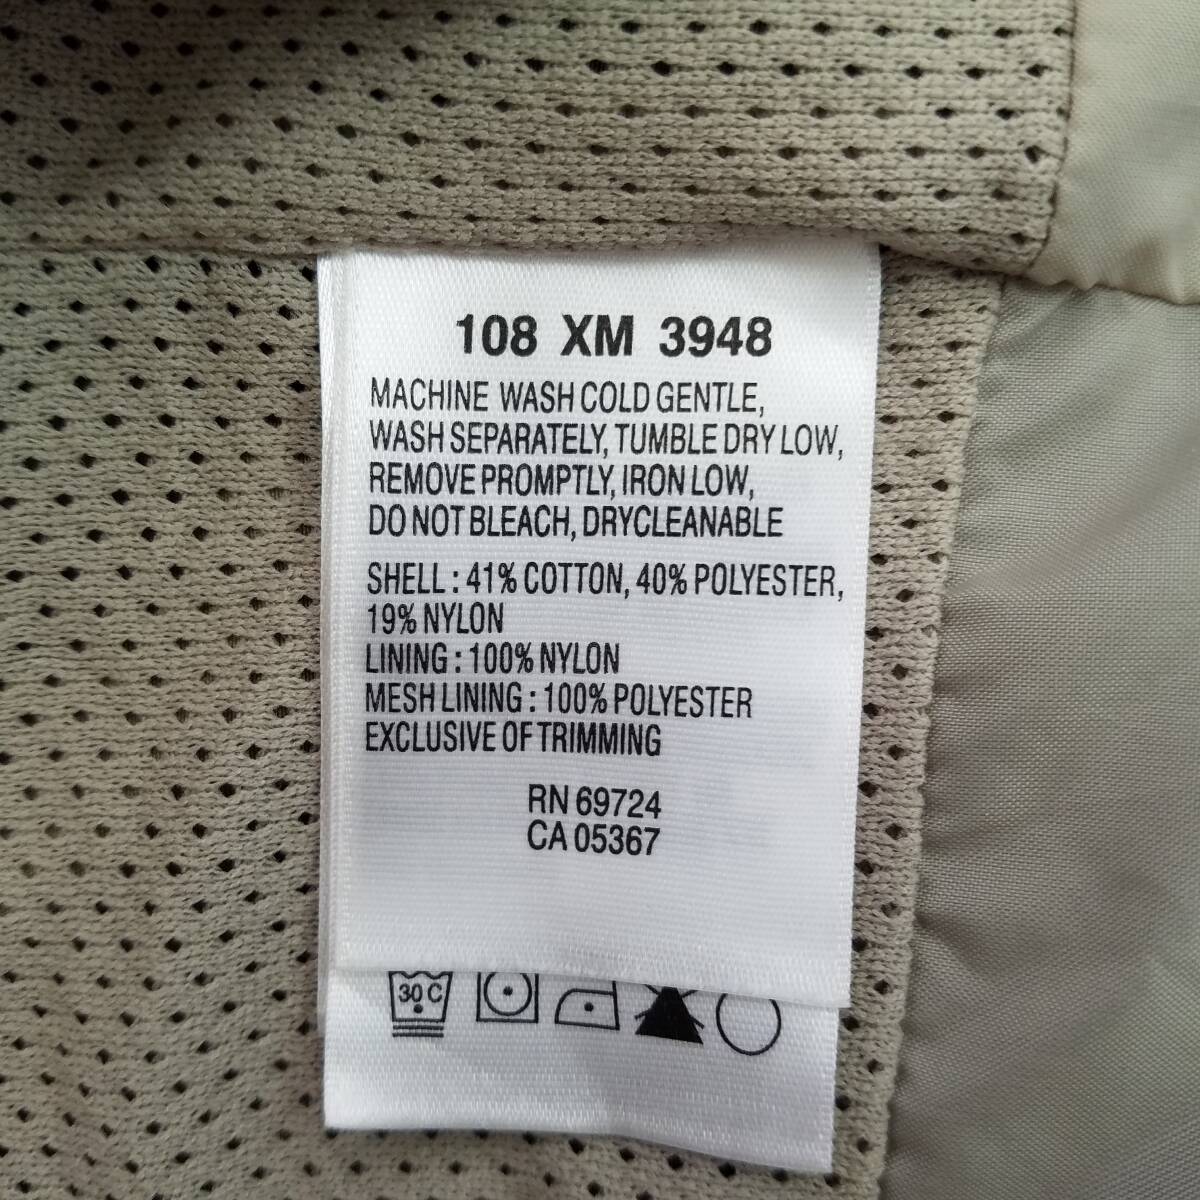 108 XM 3948
MACHINE WASH COLD GENTLE,
WASH SEPARATELY, TUMBLE DRY LOW,
REMOVE PROMPTLY, IRON LOW,
DO NOT BLEACH, DRYCLEANABLE
SHELL : 41% COTTON, 40% POLYESTER,
19% NYLON
LINING : 100% NYLON
MESH LINING : 100% POLYESTER
EXCLUSIVE OF TRIMMING
RN 69724
CA 05367
30 C